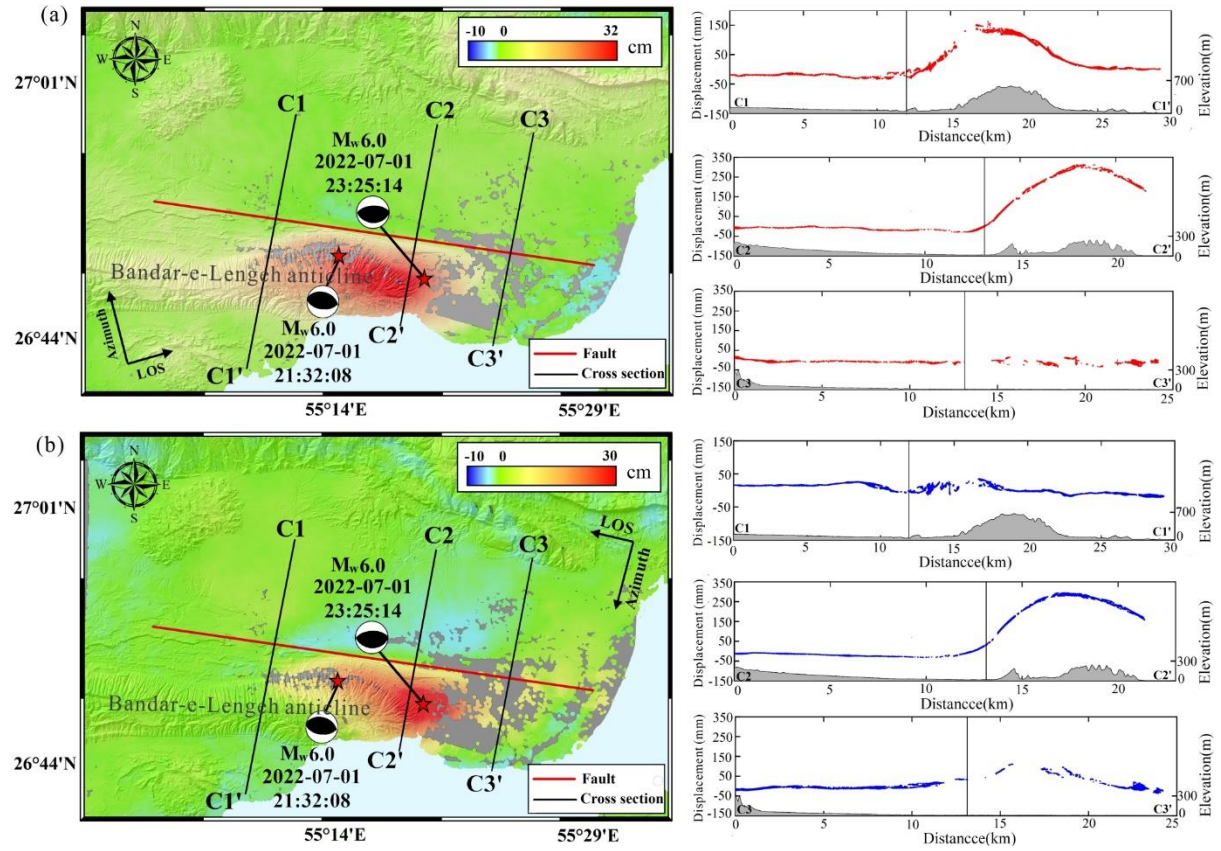 (a)
N
W E
S
-10 0 32
cm
27°01'N
C1
C2
C3
Mw6.0
2022-07-01
23:25:14
Bandar-e-Lengeh anticline
Azimuth
LOS
Mw6.0
2022-07-01
21:32:08
C1'
C2'
C3'
26°44'N
Fault
Cross section
55°14'E 55°29'E
Displacement (mm)
150
50
-50
-150
C1 C1'
700
0
Elevation(m)
0 5 10 15 20 25 30
Distancce(km)
Displacement (mm)
350
250
150
50
-50
-150
C2 C2'
300
0
Elevation(m)
0 5 10 15 20
Distancce(km)
Displacement (mm)
350
250
150
50
-50
-150
C3 C3'
300
0
Elevation(m)
0 5 10 15 20 25
Distancce(km)
(b)
N
W E
S
-10 0 30
cm
27°01'N
LOS
Azimuth
C1
C2
C3
Mw6.0
2022-07-01
23:25:14
Bandar-e-Lengeh anticline
Mw6.0
2022-07-01
21:32:08
C1'
C2'
C3'
26°44'N
Fault
Cross section
55°14'E 55°29'E
Displacement (mm)
150
50
-50
-150
C1 C1'
700
0
Elevation(m)
0 5 10 15 20 25 30
Distancce(km)
Displacement (mm)
350
250
150
50
-50
-150
C2 C2'
300
0
Elevation(m)
0 5 10 15 20
Distancce(km)
Displacement (mm)
350
250
150
50
-50
-150
C3 C3'
300
0
Elevation(m)
0 5 10 15 20 25
Distancce(km)